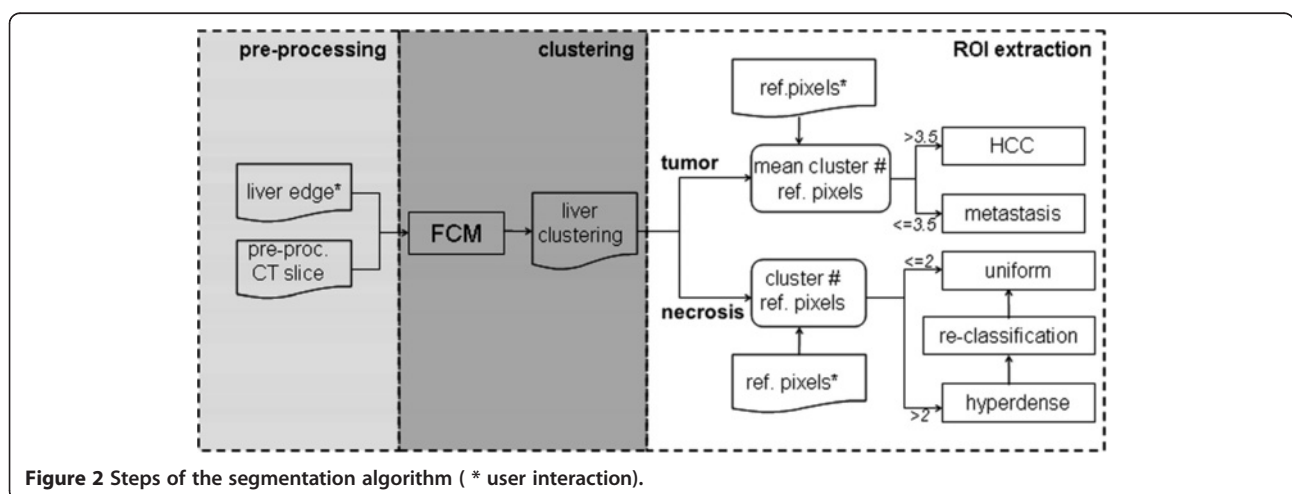 pre-processing
clustering
ROI extraction
liver edge*
pre-proc.
CT slice
FCM
liver
clustering
tumor
necrosis
ref.pixels*
mean cluster #
ref. pixels
>3.5
HCC
<=3.5
metastasis
cluster #
ref. pixels
ref. pixels*
<=2
uniform
re-classification
>2
hyperdense
Figure 2 Steps of the segmentation algorithm ( * user interaction).